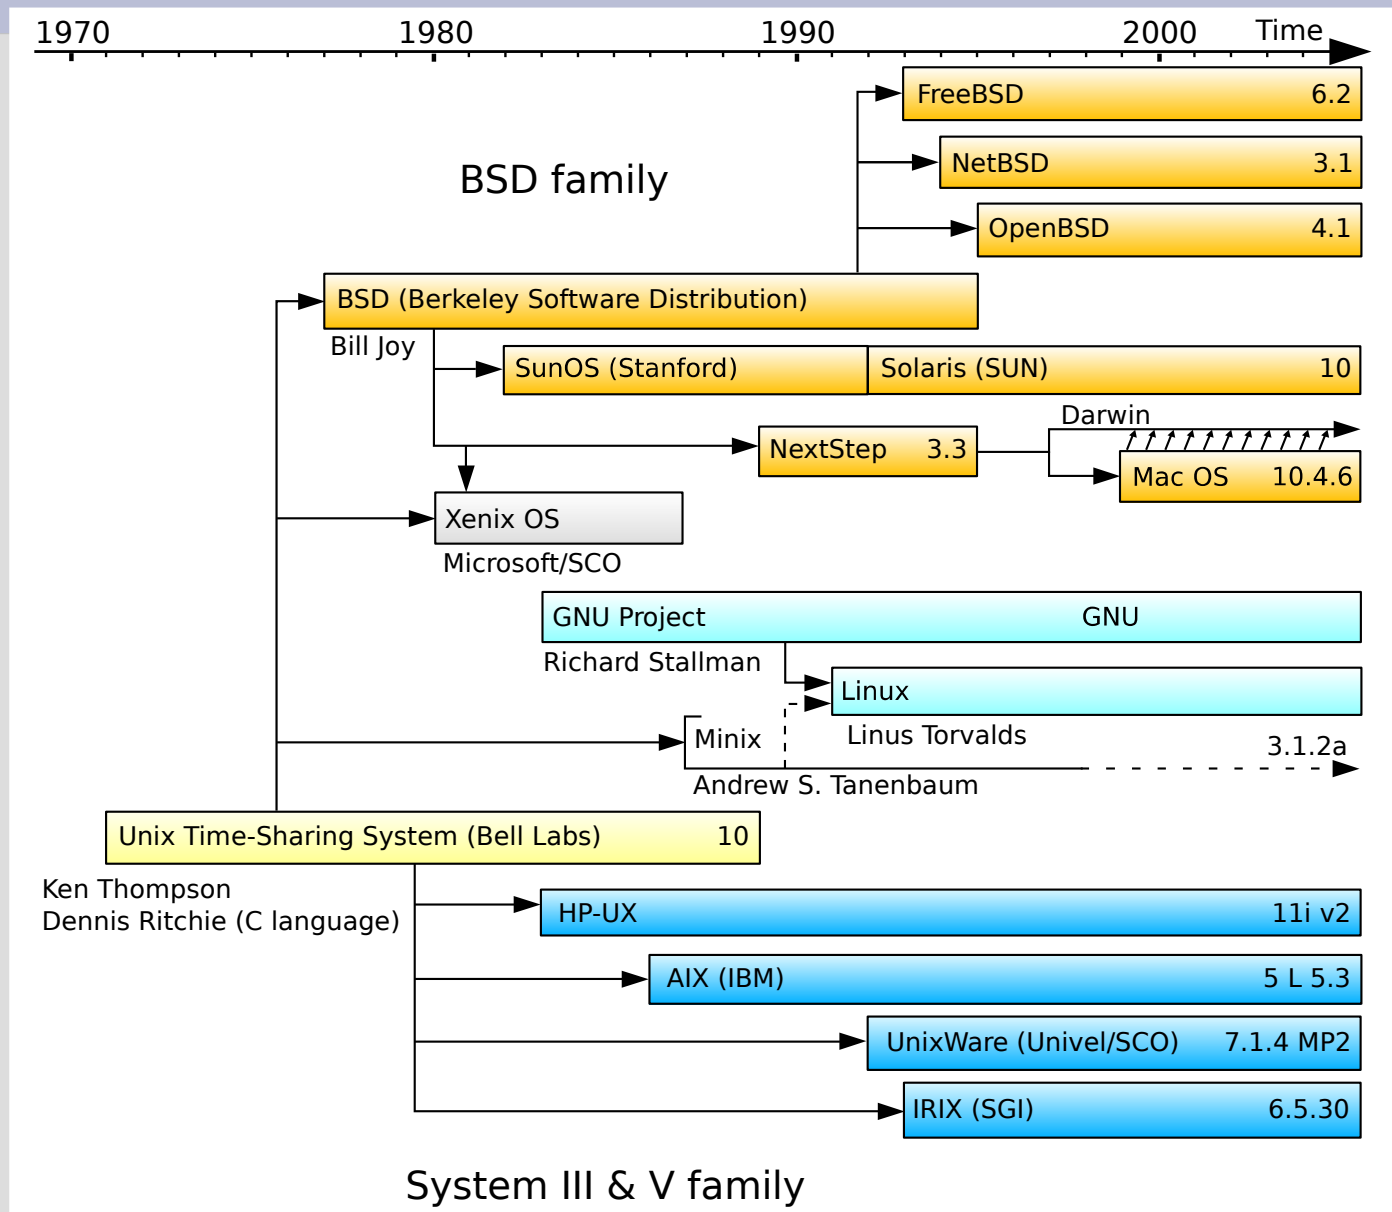 1970 1980 1990 2000 Time
FreeBSD 6.2
BSD family
NetBSD 3.1
OpenBSD 4.1
BSD (Berkeley Software Distribution)
Bill Joy
SunOS (Stanford) Solaris (SUN) 10
Darwin
NextStep 3.3
Mac OS 10.4.6
Xenix OS
Microsoft/SCO
GNU Project GNU
Richard Stallman
Linux
Linus Torvalds
Minix
3.1.2a
Andrew S. Tanenbaum
Unix Time-Sharing System (Bell Labs) 10
Ken Thompson
Dennis Ritchie (C language)
HP-UX 11i v2
AIX (IBM) 5 L 5.3
UnixWare (Univel/SCO) 7.1.4 MP2
IRIX (SGI) 6.5.30
System III & V family